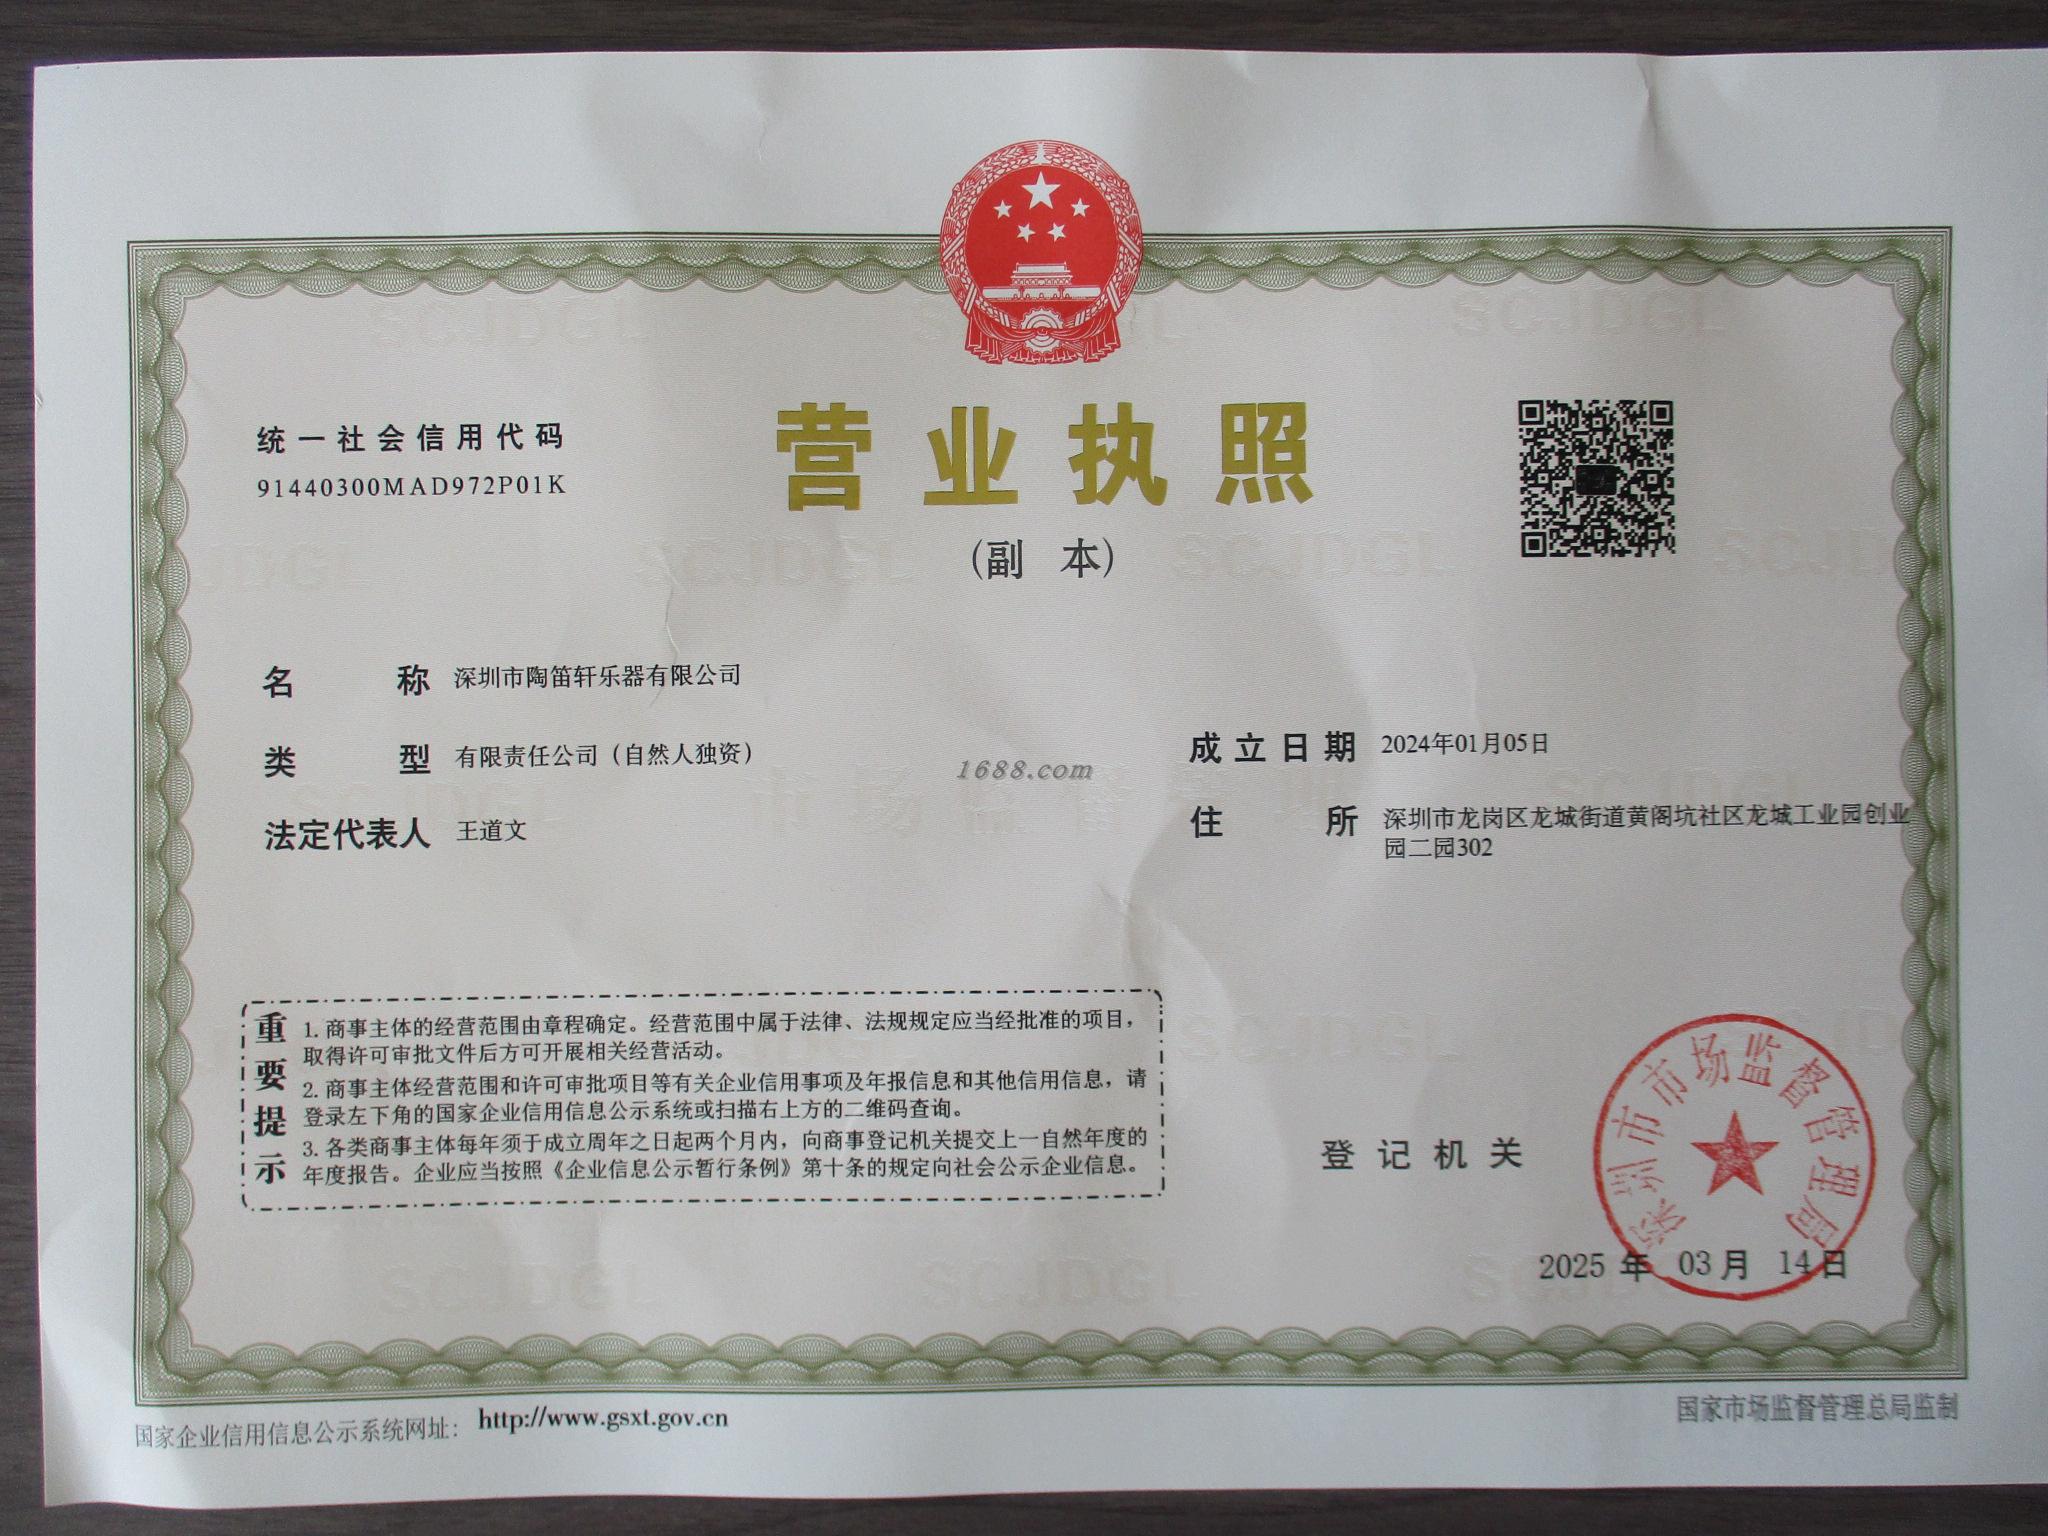 统一社会信用代码
91440300MAD972P01K
营业执照
(副 本)
名 称 深圳市陶笛轩乐器有限公司
类 型 有限责任公司（自然人独资）
法定代表人 王道文
1688.com
成立日期 2024年01月05日
住 所 深圳市龙岗区龙城街道黄阁坑社区龙城工业园创业
园二园302
重要提示
1. 商事主体的经营范围由章程确定。经营范围中属于法律、法规规定应当经批准的项目，
取得许可审批文件后方可开展相关经营活动。
2. 商事主体经营范围和许可审批项目等有关企业信用事项及年报信息和其他信用信息，请
登录左下角的国家企业信用信息公示系统或扫描右上方的二维码查询。
3. 各类商事主体每年须于成立周年之日起两个月内，向商事登记机关提交上一自然年度的
年度报告。企业应当按照《企业信息公示暂行条例》第十条的规定向社会公示企业信息。
登记机关
深圳市市场监督管理局
2025 年 03 月 14 日
国家企业信用信息公示系统网址：http://www.gsxt.gov.cn
国家市场监督管理总局监制